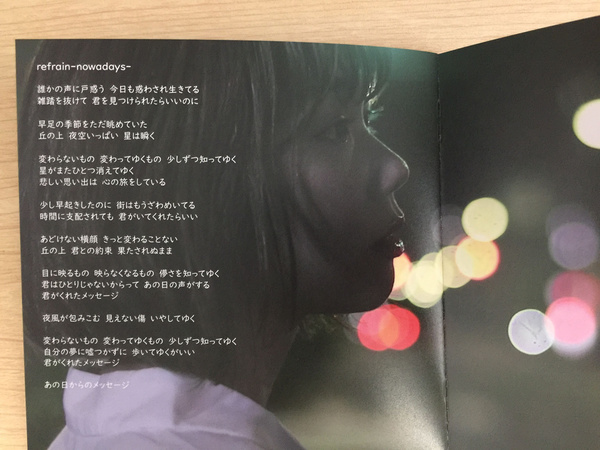 refrain-nowadays-
誰かの声に戸惑う 今日も惑わされ生きてる
雑踏を抜けて 君を見つけられたらいいのに
早足の季節をただ眺めていた
丘の上 夜空いっぱい 星は瞬く
変わらないもの 変わってゆくもの 少しずつ知ってゆく
星がまたひとつ消えてゆく
悲しい思い出は 心の旅をしている
少し早起きしたのに 街はもうざわめいてる
時間に支配されても 君がいてくれたらいい
あどけない横顔 きっと変わることない
丘の上 君との約束 果たされぬまま
目に映るもの 映らなくなるもの 儚さを知ってゆく
君はひとりじゃないからって あの日の声がする
君がくれたメッセージ
夜風が包みこむ 見えない傷 いやしてゆく
変わらないもの 変わってゆくもの 少しずつ知ってゆく
自分の夢に嘘つかずに 歩いてゆくがいい
君がくれたメッセージ
あの日からのメッセージ